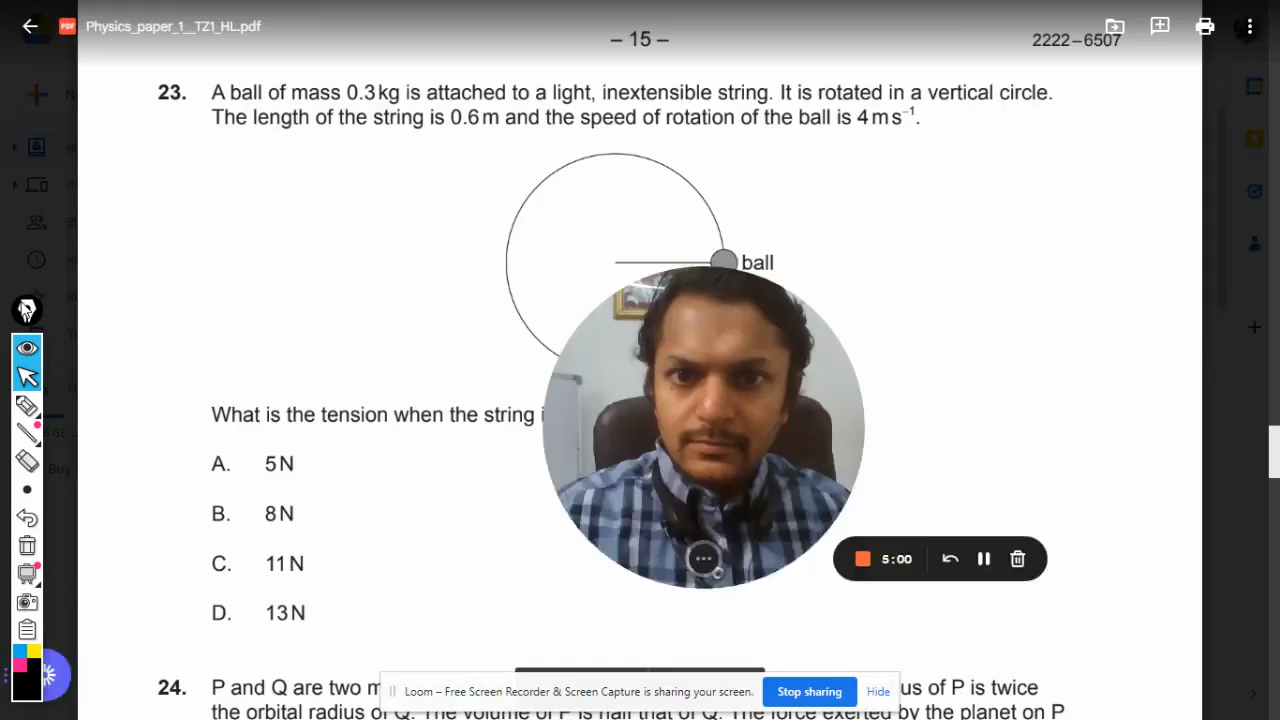 Physics_paper_1__TZ1_HL.pdf
– 15 –
2222–6507
23. A ball of mass 0.3 kg is attached to a light, inextensible string. It is rotated in a vertical circle.
The length of the string is 0.6 m and the speed of rotation of the ball is 4 m s⁻¹.
ball
What is the tension when the string
A. 5 N
B. 8 N
C. 11 N
D. 13 N
5:00
24. P and Q are two
us of P is twice
the orbital radius of Q. The volume of P is half that of Q. The force exerted by the planet on P
Loom – Free Screen Recorder & Screen Capture is sharing your screen.
Stop sharing
Hide